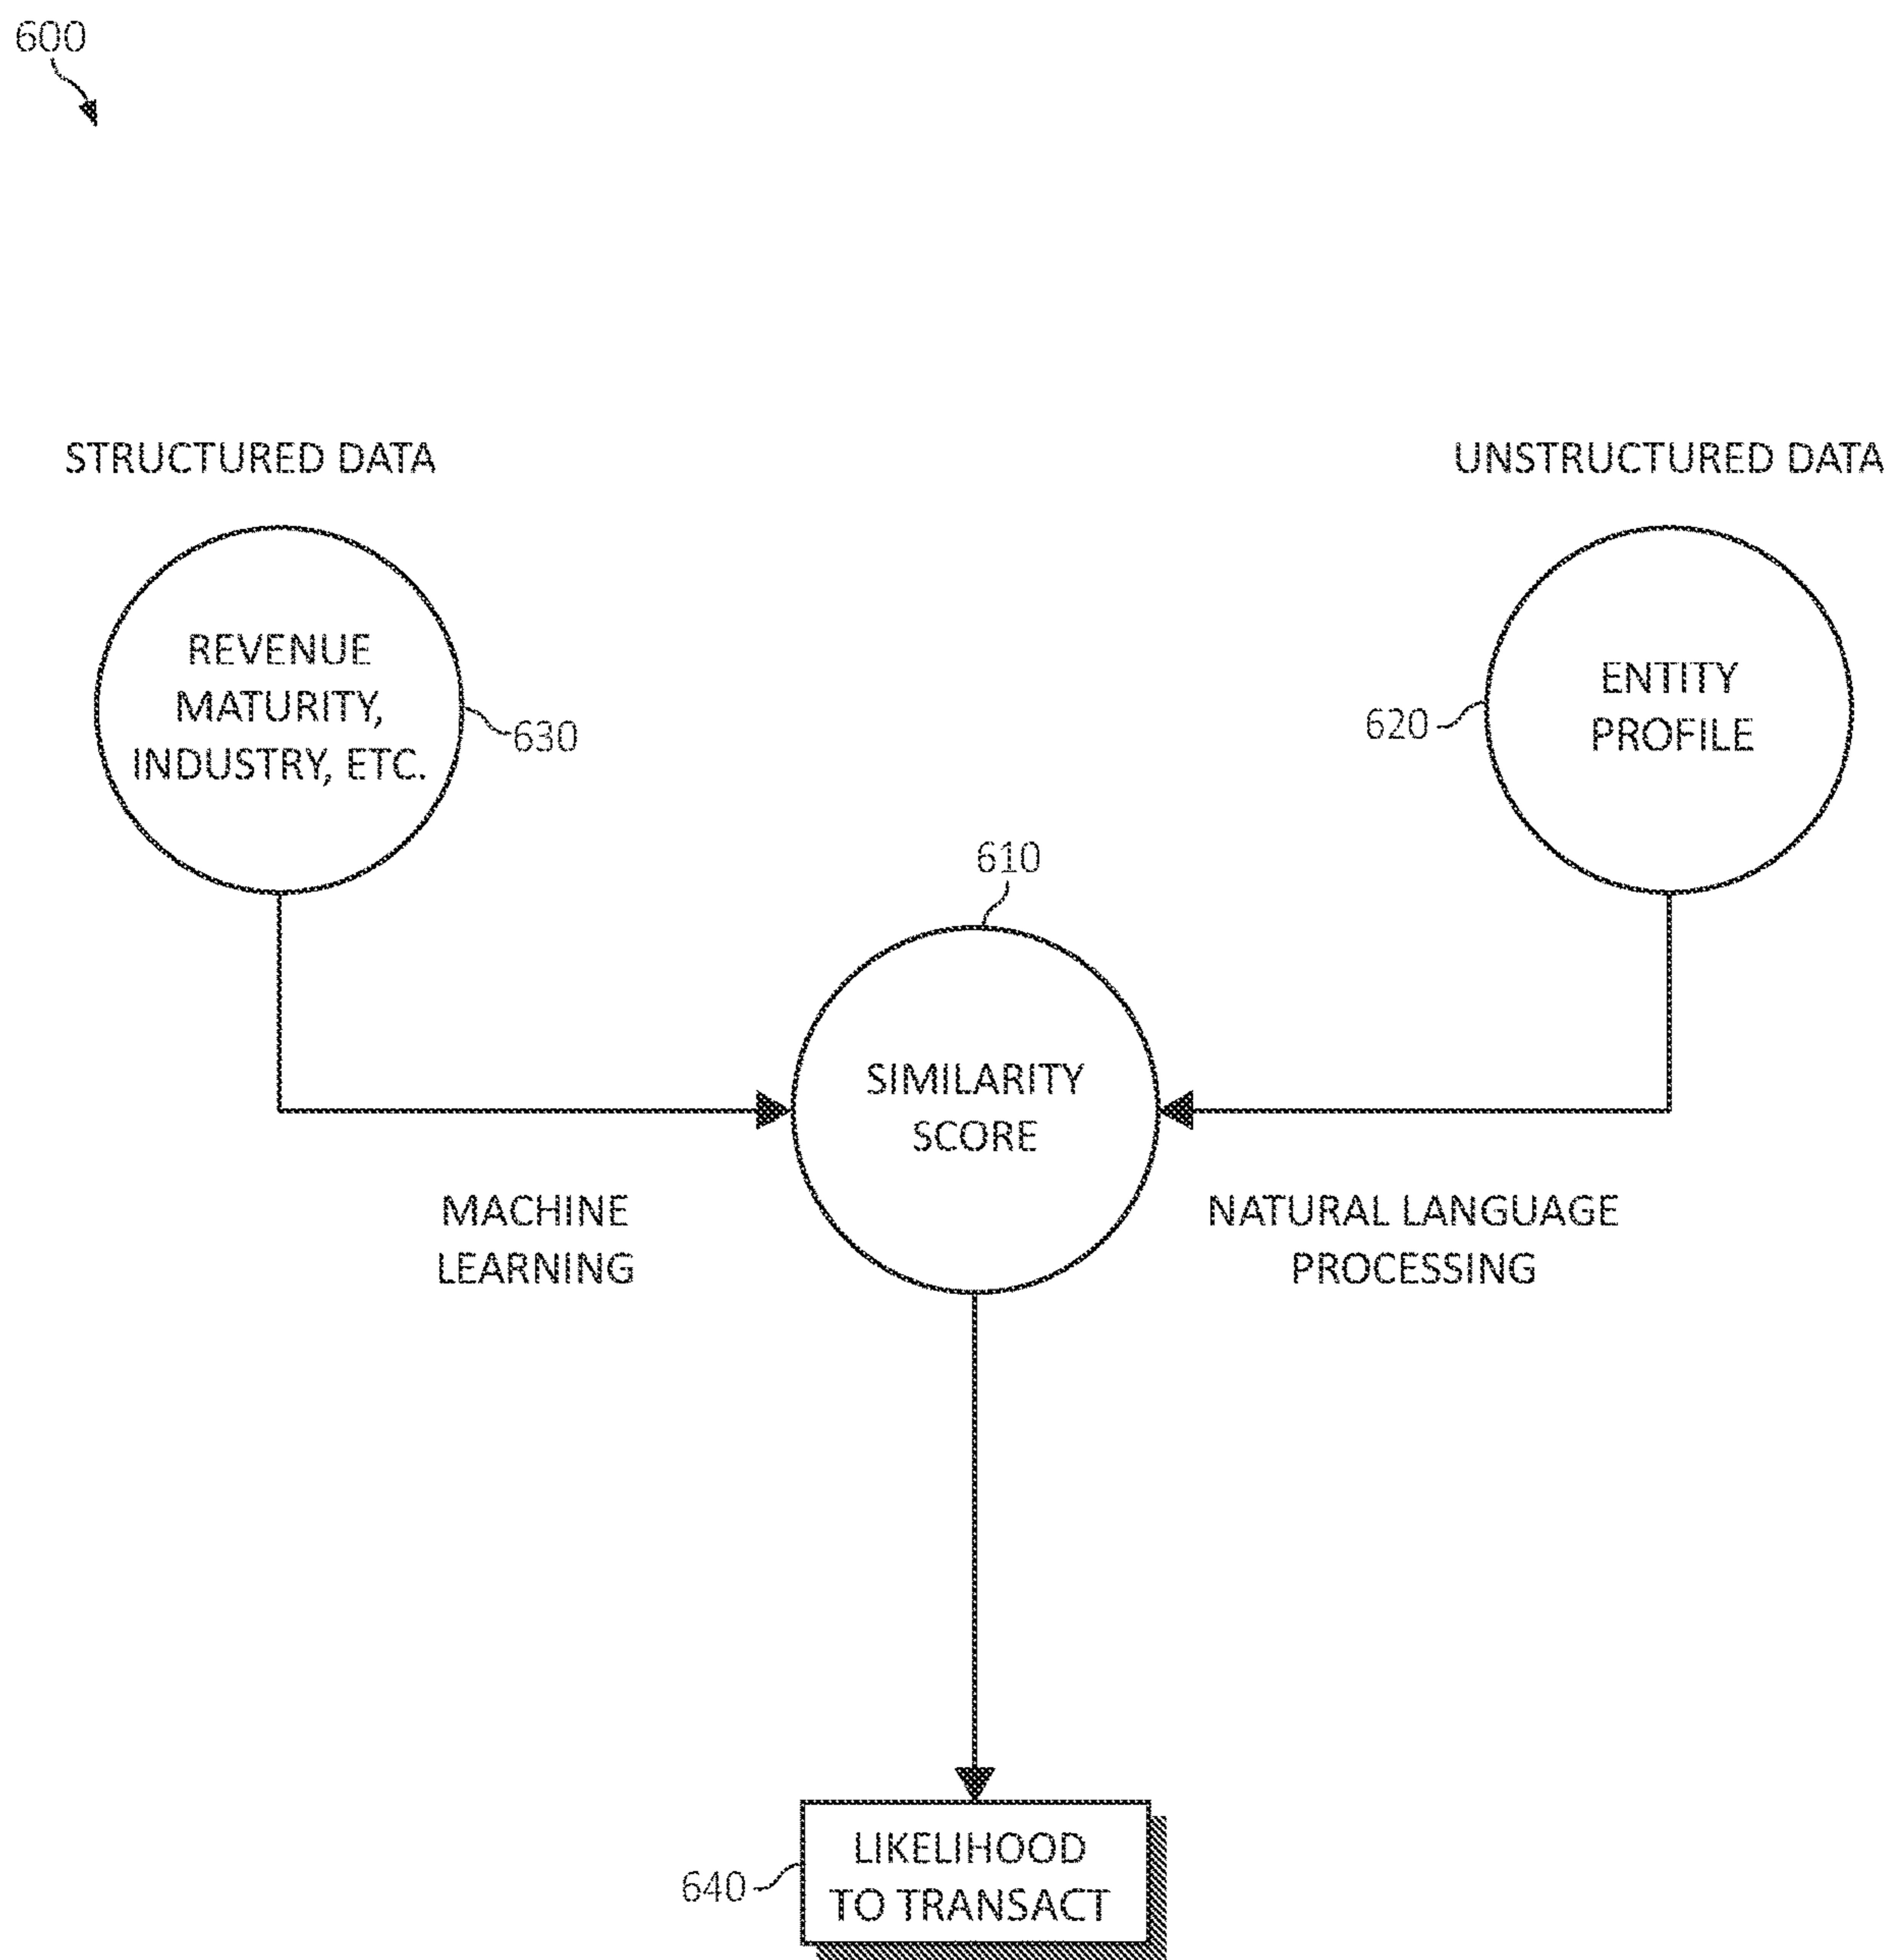 600
STRUCTURED DATA
UNSTRUCTURED DATA
REVENUE
MATURITY,
INDUSTRY, ETC.
630
620
ENTITY
PROFILE
610
SIMILARITY
SCORE
MACHINE
LEARNING
NATURAL LANGUAGE
PROCESSING
640
LIKELIHOOD
TO TRANSACT